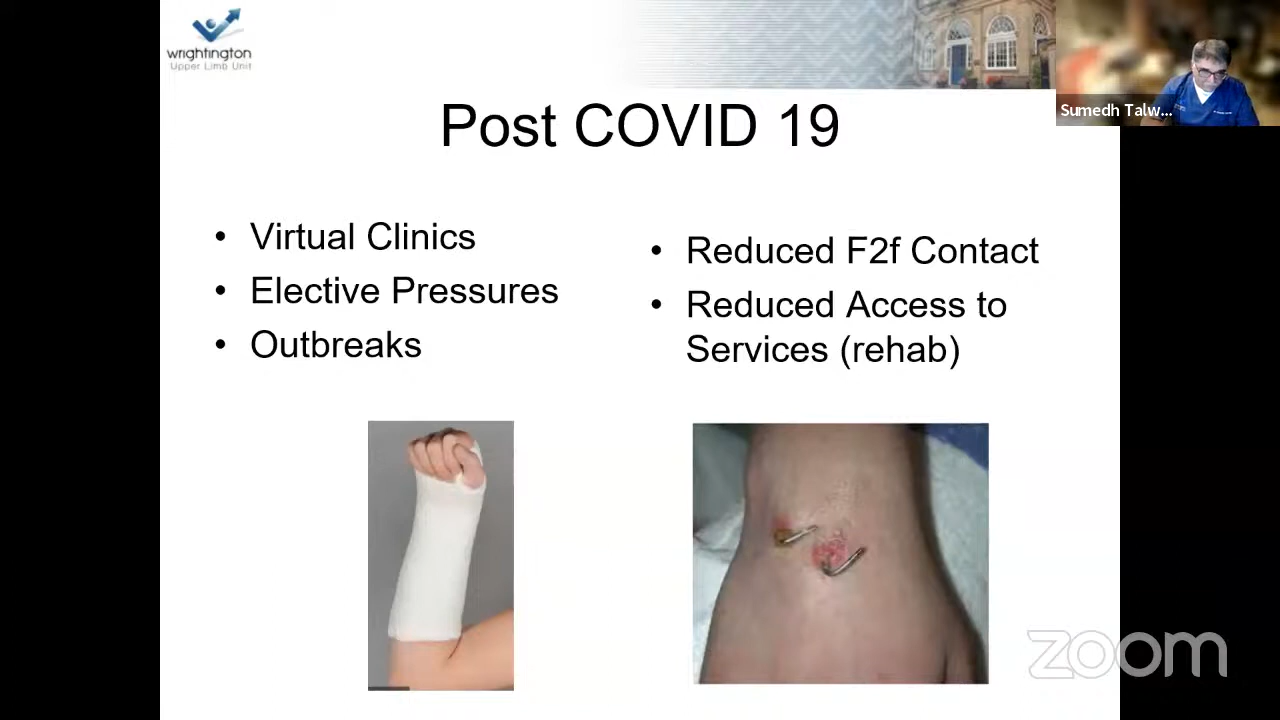 wrightington
Upper Limb Unit
Sumedh Talw...
Post COVID 19
• Virtual Clinics
• Elective Pressures
• Outbreaks
• Reduced F2f Contact
• Reduced Access to
Services (rehab)
zoom